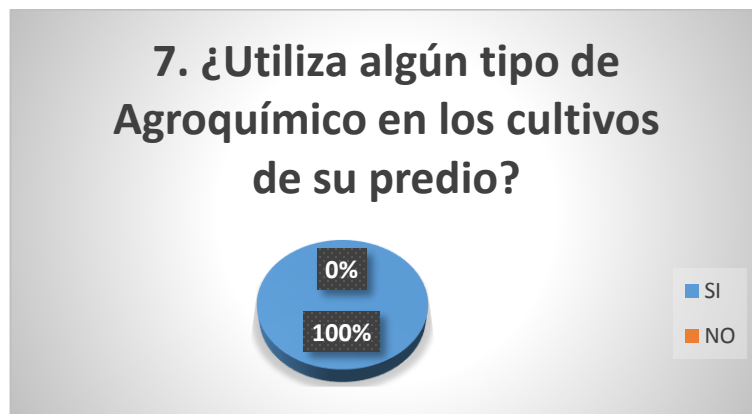 7. ¿Utiliza algún tipo de
Agroquímico en los cultivos
de su predio?
0%
100%
SI
NO